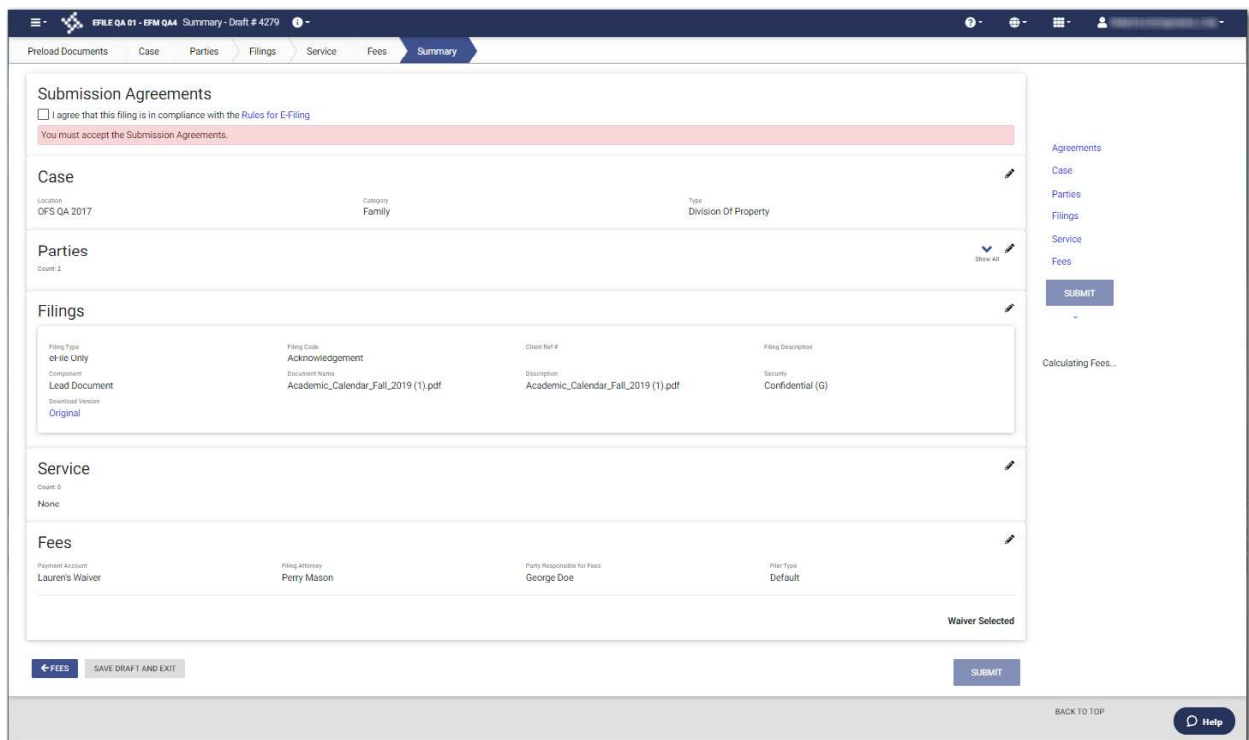 EFILE QA 01 - EFM QA4 Summary - Draft # 4279
Preload Documents Case Parties Filings Service Fees Summary
Submission Agreements
I agree that this filing is in compliance with the Rules for E-Filing
You must accept the Submission Agreements.
Agreements
Case
Parties
Filings
Service
Fees
SUBMIT
Calculating Fees...
Case
Location Category Type
OFS QA 2017 Family Division Of Property
Parties
Count: 2
Show All
Filings
Filing Type Filing Code Client Ref # Filing Description
eFile Only Acknowledgement
Component Document Name Description Security
Lead Document Academic_Calendar_Fall_2019 (1).pdf Academic_Calendar_Fall_2019 (1).pdf Confidential (G)
Download Version
Original
Service
Count: 0
None
Fees
Payment Account Filing Attorney Party Responsible for Fees Filer Type
Lauren's Waiver Perry Mason George Doe Default
Waiver Selected
FEES SAVE DRAFT AND EXIT SUBMIT
BACK TO TOP
Help